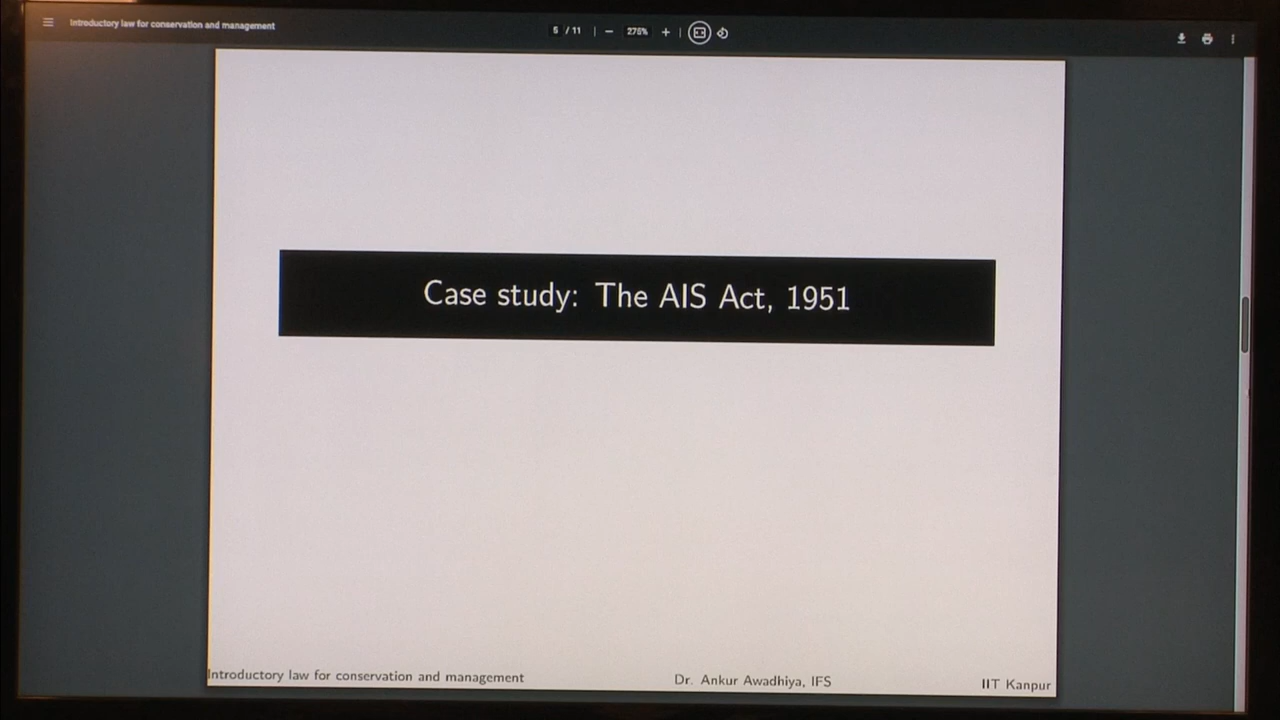 Introductory law for conservation and management
5 / 11 | − 276% + |
Case study: The AIS Act, 1951
Introductory law for conservation and management Dr. Ankur Awadhiya, IFS IIT Kanpur